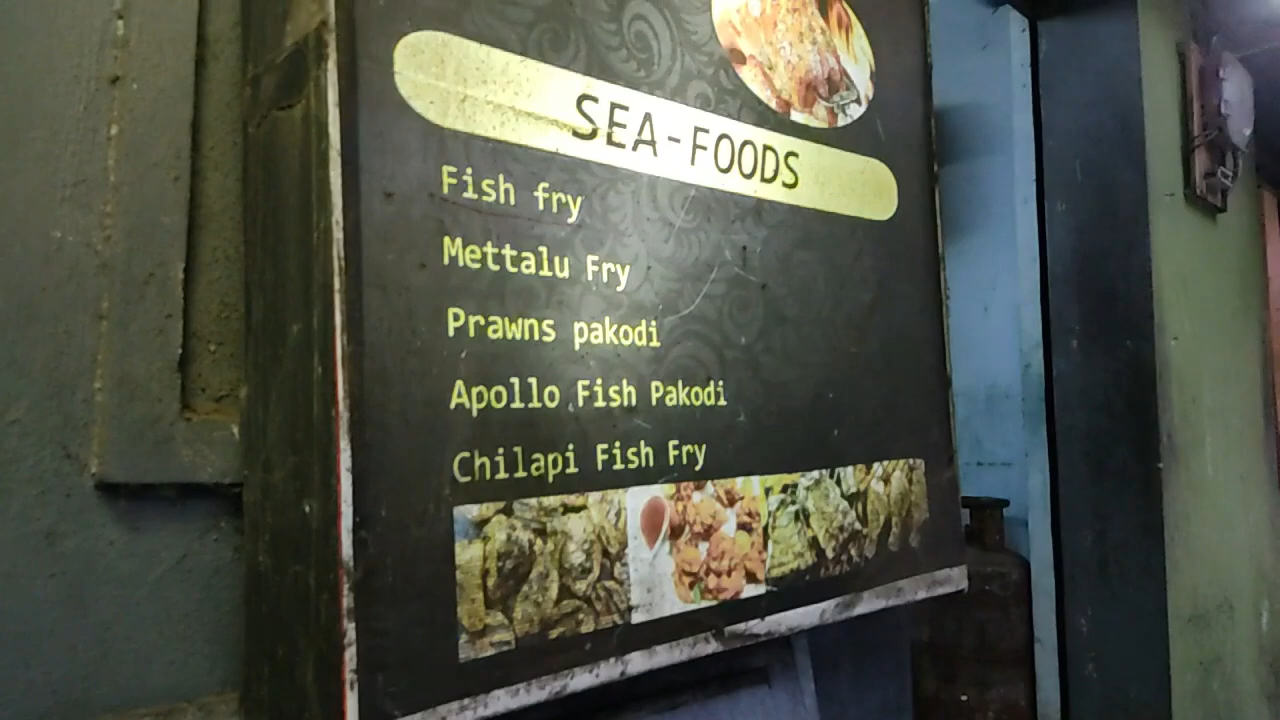 SEA-FOODS
Fish fry
Mettalu Fry
Prawns pakodi
Apollo Fish Pakodi
Chilapi Fish Fry